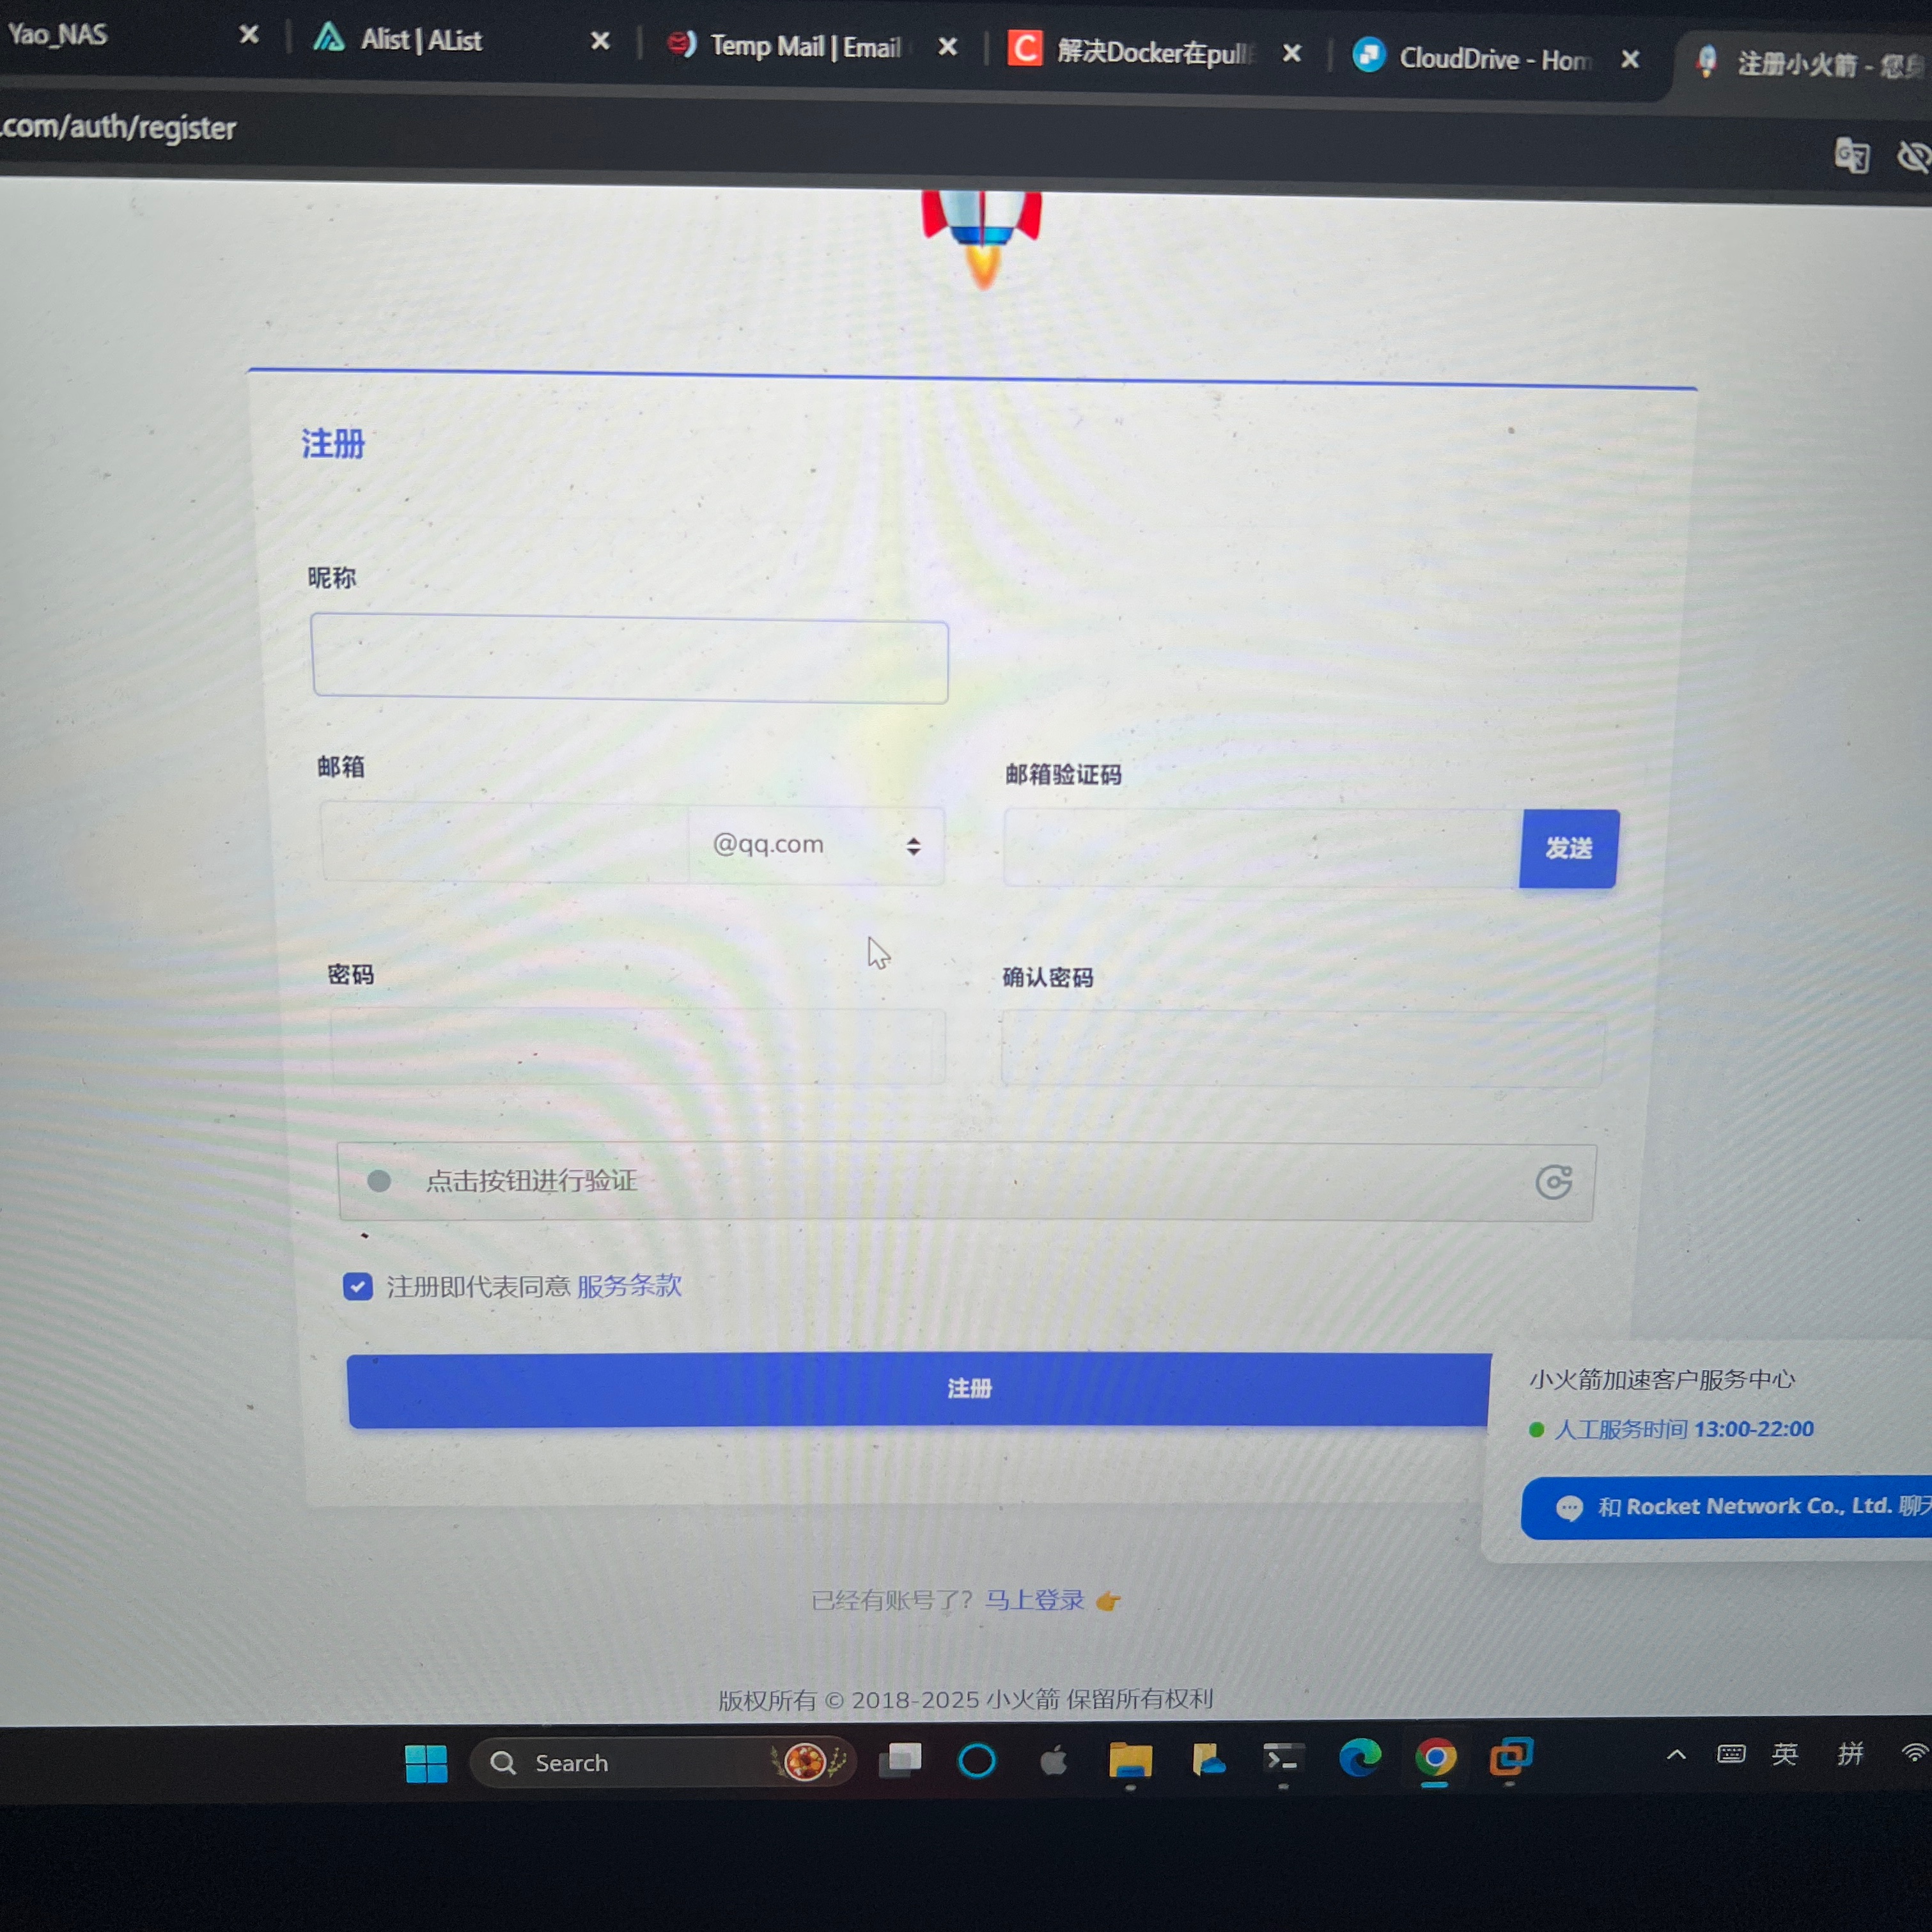 Yao_NAS
Alist | AList
Temp Mail | Email
解决Docker在pull
CloudDrive - Hom
注册小火箭 - 您
.com/auth/register
注册
昵称
邮箱
邮箱验证码
@qq.com
发送
密码
确认密码
点击按钮进行验证
注册即代表同意 服务条款
注册
小火箭加速客户服务中心
人工服务时间 13:00-22:00
和 Rocket Network Co., Ltd. 聊
已经有账号了? 马上登录
版权所有 © 2018-2025 小火箭 保留所有权利
Search
英
拼